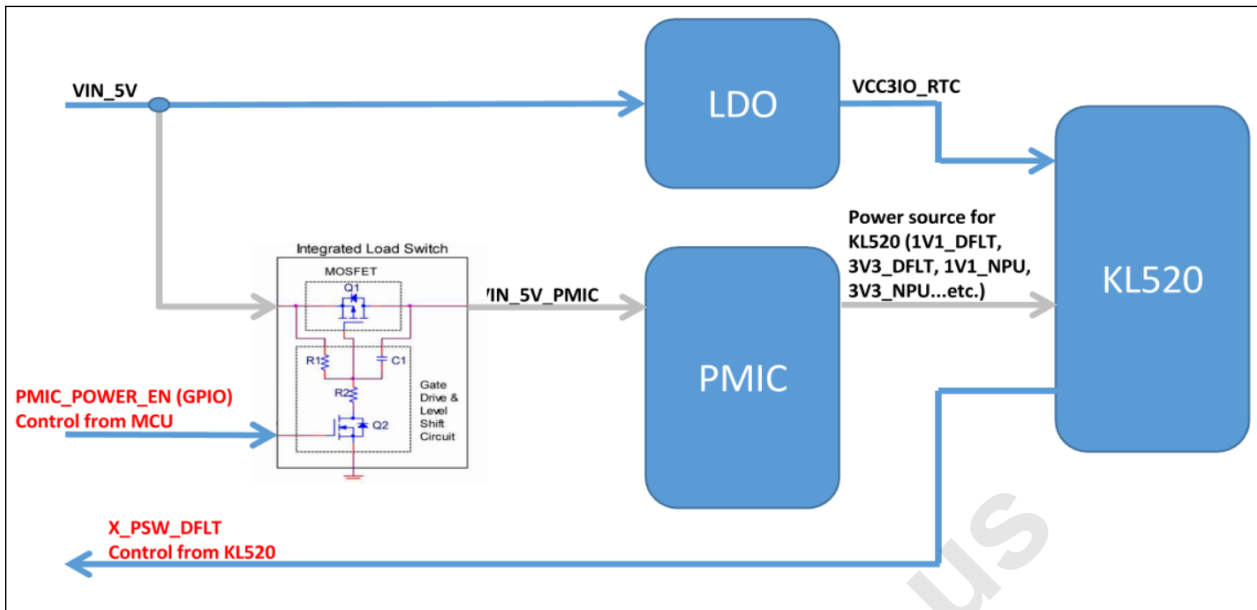 VIN_5V
LDO
VCC3IO_RTC
KL520
Power source for
KL520 (1V1_DFLT,
3V3_DFLT, 1V1_NPU,
3V3_NPU...etc.)
Integrated Load Switch
MOSFET
Q1
R1
C1
R2
Q2
Gate
Drive &
Level
Shift
Circuit
VIN_5V_PMIC
PMIC
PMIC_POWER_EN (GPIO)
Control from MCU
X_PSW_DFLT
Control from KL520
us